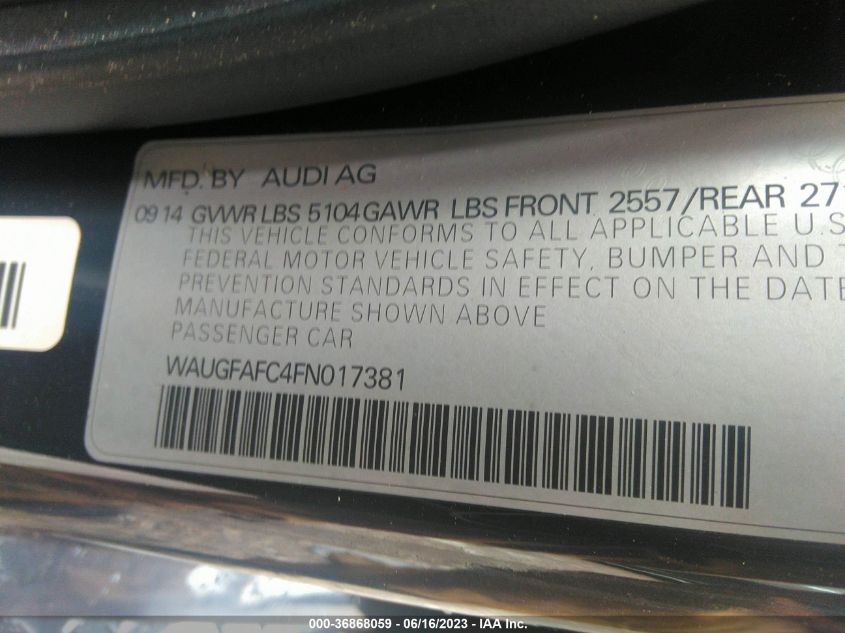 MFD. BY AUDI AG
09 14 GVWR LBS 5104 GAWR LBS FRONT 2557/REAR 27
THIS VEHICLE CONFORMS TO ALL APPLICABLE U.S
FEDERAL MOTOR VEHICLE SAFETY, BUMPER AND T
PREVENTION STANDARDS IN EFFECT ON THE DATE
MANUFACTURE SHOWN ABOVE
PASSENGER CAR
WAUGFAFC4FN017381
000-36868059 - 06/16/2023 - IAA Inc.